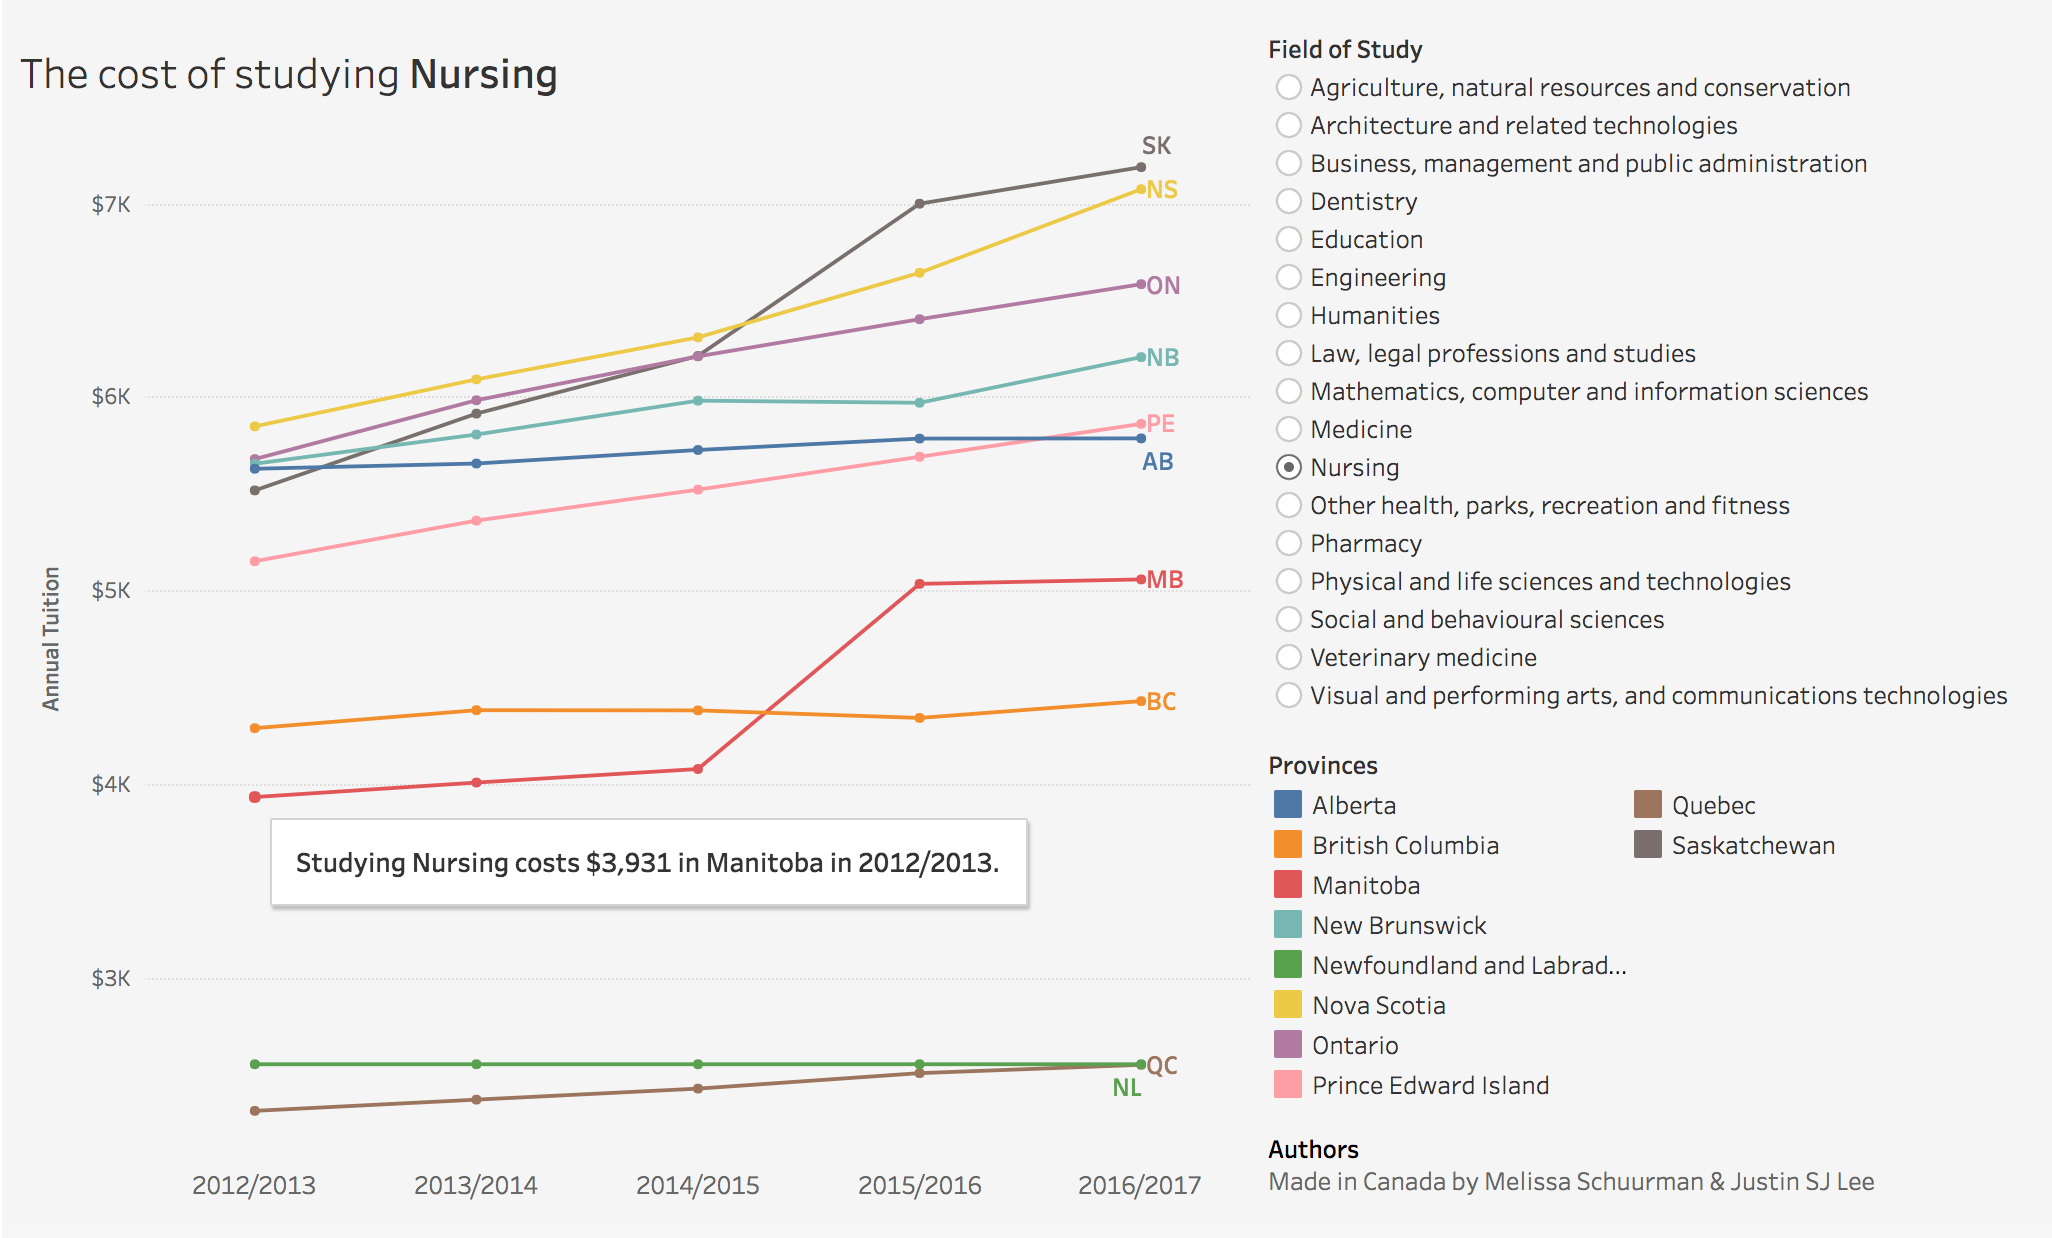 The cost of studying Nursing
$7K
$6K
$5K
$4K
$3K
Annual Tuition
SK
NS
ON
NB
PE
AB
MB
BC
QC
NL
Studying Nursing costs $3,931 in Manitoba in 2012/2013.
2012/2013
2013/2014
2014/2015
2015/2016
2016/2017
Field of Study
Agriculture, natural resources and conservation
Architecture and related technologies
Business, management and public administration
Dentistry
Education
Engineering
Humanities
Law, legal professions and studies
Mathematics, computer and information sciences
Medicine
Nursing
Other health, parks, recreation and fitness
Pharmacy
Physical and life sciences and technologies
Social and behavioural sciences
Veterinary medicine
Visual and performing arts, and communications technologies
Provinces
Alberta
British Columbia
Manitoba
New Brunswick
Newfoundland and Labrad...
Nova Scotia
Ontario
Prince Edward Island
Quebec
Saskatchewan
Authors
Made in Canada by Melissa Schuurman & Justin SJ Lee